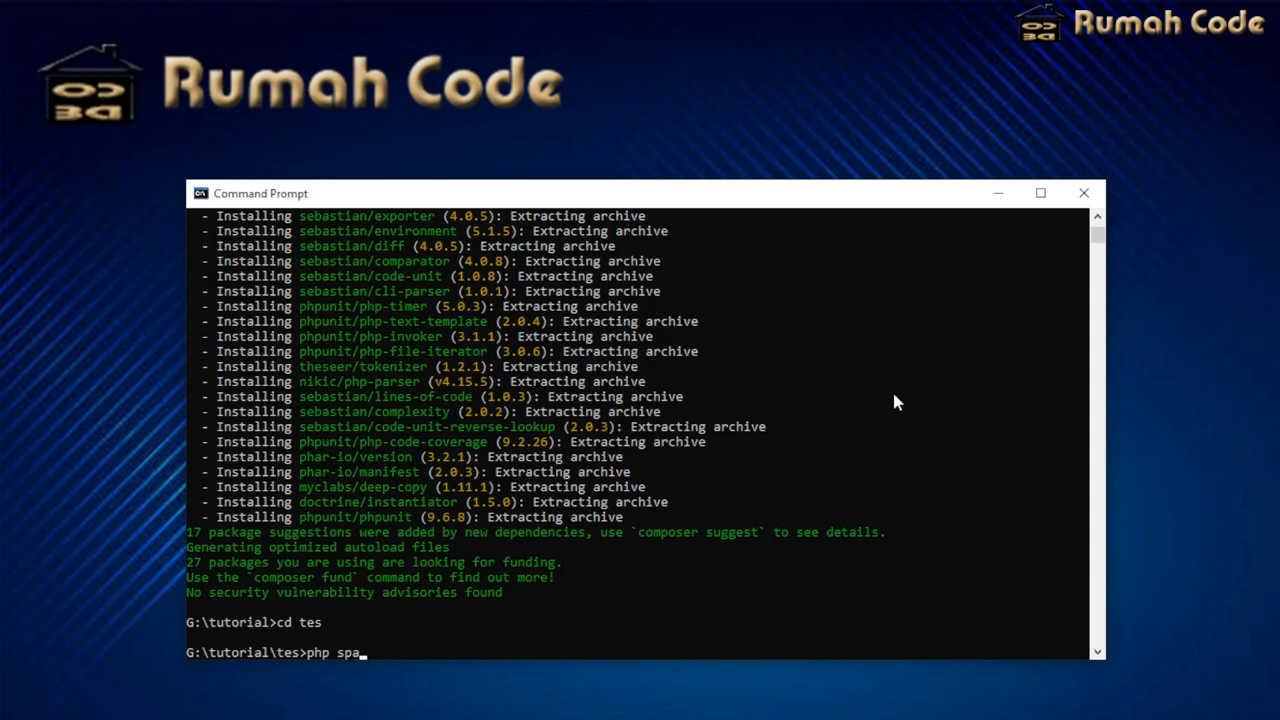 Rumah Code
Rumah Code
Command Prompt
- Installing sebastian/exporter (4.0.5): Extracting archive
- Installing sebastian/environment (5.1.5): Extracting archive
- Installing sebastian/diff (4.0.5): Extracting archive
- Installing sebastian/comparator (4.0.8): Extracting archive
- Installing sebastian/code-unit (1.0.8): Extracting archive
- Installing sebastian/cli-parser (1.0.1): Extracting archive
- Installing phpunit/php-timer (5.0.3): Extracting archive
- Installing phpunit/php-text-template (2.0.4): Extracting archive
- Installing phpunit/php-invoker (3.1.1): Extracting archive
- Installing phpunit/php-file-iterator (3.0.6): Extracting archive
- Installing theseer/tokenizer (1.2.1): Extracting archive
- Installing nikic/php-parser (v4.15.5): Extracting archive
- Installing sebastian/lines-of-code (1.0.3): Extracting archive
- Installing sebastian/complexity (2.0.2): Extracting archive
- Installing sebastian/code-unit-reverse-lookup (2.0.3): Extracting archive
- Installing phpunit/php-code-coverage (9.2.26): Extracting archive
- Installing phar-io/version (3.2.1): Extracting archive
- Installing phar-io/manifest (2.0.3): Extracting archive
- Installing myclabs/deep-copy (1.11.1): Extracting archive
- Installing doctrine/instantiator (1.5.0): Extracting archive
- Installing phpunit/phpunit (9.6.8): Extracting archive
17 package suggestions were added by new dependencies, use `composer suggest` to see details.
Generating optimized autoload files
27 packages you are using are looking for funding.
Use the `composer fund` command to find out more!
No security vulnerability advisories found
G:\tutorial>cd tes
G:\tutorial\tes>php spa